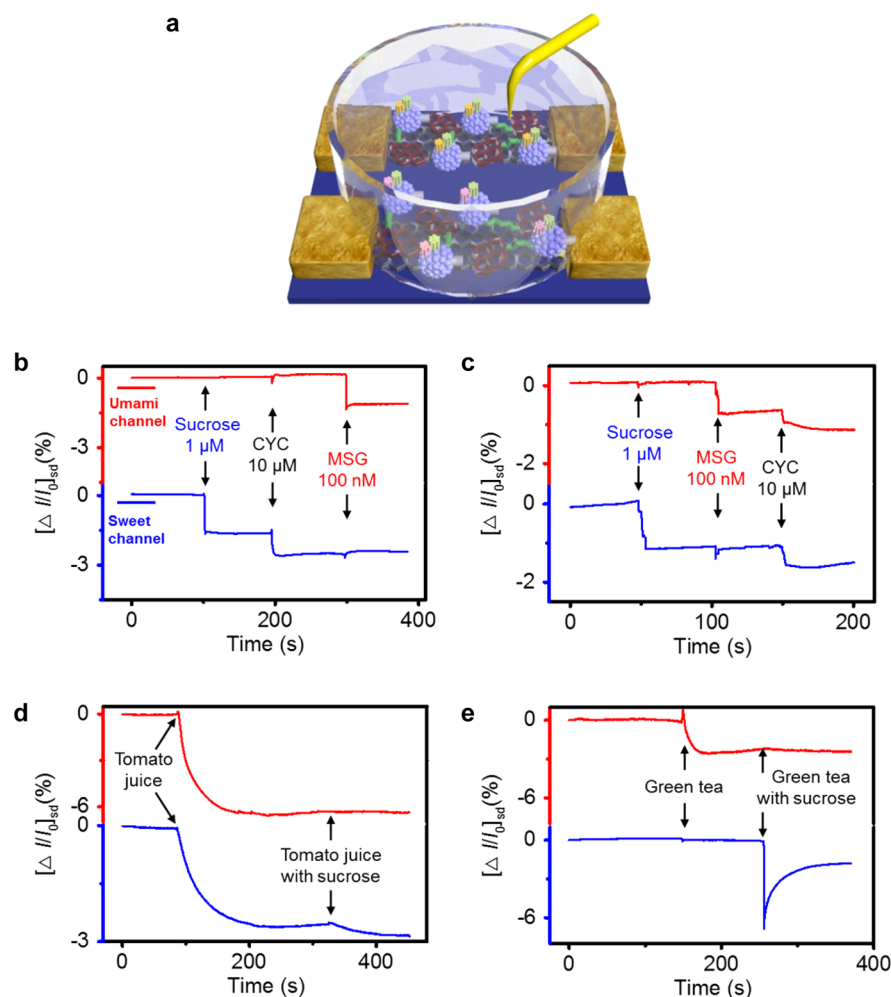 a
b
0
-3
0
-3
[△ I/I₀]sd(%)
Umami
channel
Sweet
channel
Sucrose
1 µM
CYC
10 µM
MSG
100 nM
0
200
400
Time (s)
c
0
-2
0
-2
[△ I/I₀]sd(%)
Sucrose
1 µM
MSG
100 nM
CYC
10 µM
0
100
200
Time (s)
d
0
-6
0
-3
[△ I/I₀]sd(%)
Tomato
juice
Tomato juice
with sucrose
0
200
400
Time (s)
e
0
-6
0
-6
[△ I/I₀]sd(%)
Green tea
Green tea
with sucrose
0
200
400
Time (s)